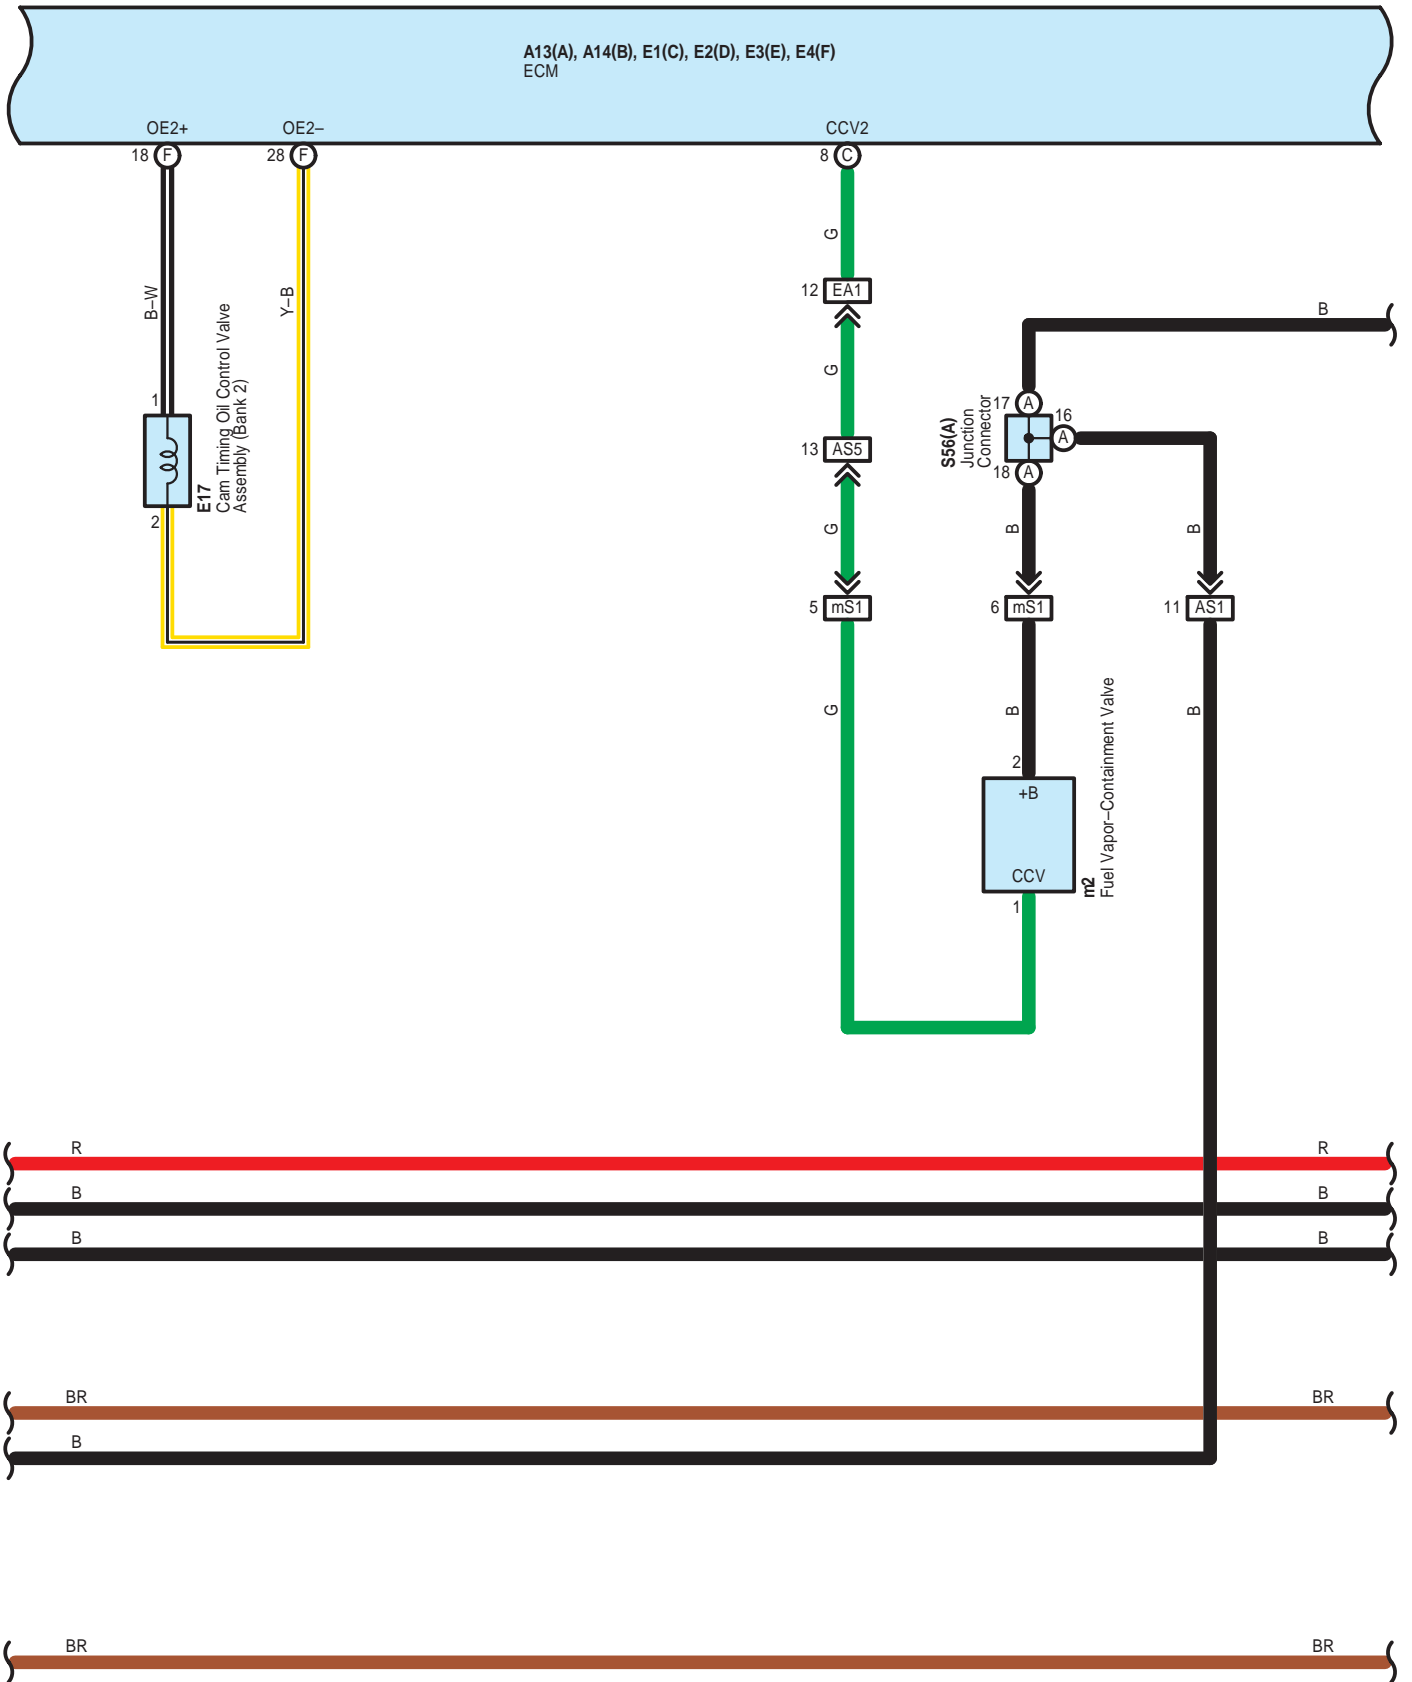 A13(A), A14(B), E1(C), E2(D), E3(E), E4(F)
ECM
OE2+
OE2–
CCV2
18 F
28 F
8 C
G
B–W
Y–B
12 EA1
B
G
1
17 A
16
A
S56(A)
Junction
Connector
13 AS5
18 A
E17
Cam Timing Oil Control Valve
Assembly (Bank 2)
2
G
B
B
5 mS1
6 mS1
11 AS1
G
B
B
2
+B
CCV
1
m2
Fuel Vapor–Containment Valve
R
R
B
B
B
B
BR
BR
B
BR
BR